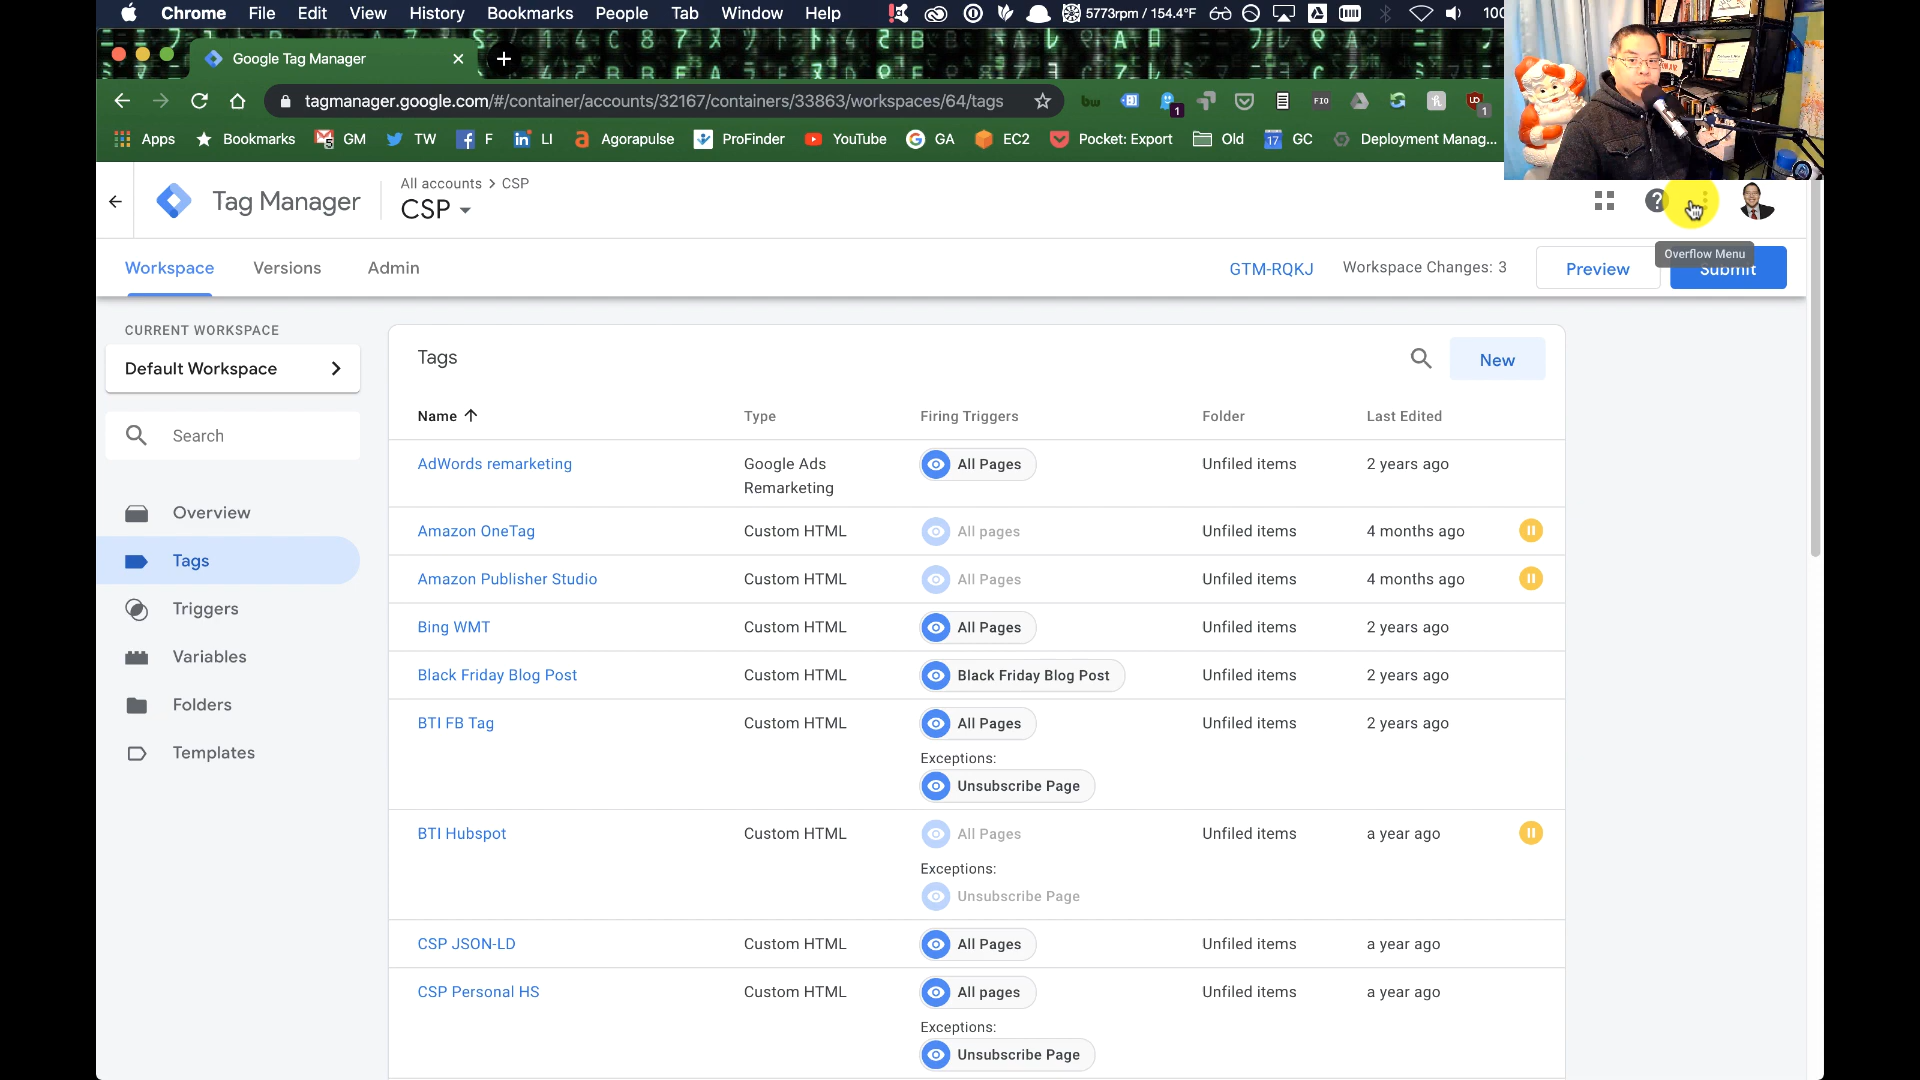 Chrome File Edit View History Bookmarks People Tab Window Help 5773rpm / 154.4°F 100
Google Tag Manager
tagmanager.google.com/#/container/accounts/32167/containers/33863/workspaces/64/tags
Apps Bookmarks GM TW F LI Agorapulse ProFinder YouTube GA EC2 Pocket: Export Old GC Deployment Manag...
Tag Manager
All accounts > CSP
CSP
Overflow Menu
Workspace Versions Admin
GTM-RQKJ Workspace Changes: 3 Preview Submit
CURRENT WORKSPACE
Default Workspace
Search
Overview
Tags
Triggers
Variables
Folders
Templates
Tags
New
Name Type Firing Triggers Folder Last Edited
AdWords remarketing Google Ads Remarketing All Pages Unfiled items 2 years ago
Amazon OneTag Custom HTML All pages Unfiled items 4 months ago
Amazon Publisher Studio Custom HTML All Pages Unfiled items 4 months ago
Bing WMT Custom HTML All Pages Unfiled items 2 years ago
Black Friday Blog Post Custom HTML Black Friday Blog Post Unfiled items 2 years ago
BTI FB Tag Custom HTML All Pages Unfiled items 2 years ago
Exceptions:
Unsubscribe Page
BTI Hubspot Custom HTML All Pages Unfiled items a year ago
Exceptions:
Unsubscribe Page
CSP JSON-LD Custom HTML All Pages Unfiled items a year ago
CSP Personal HS Custom HTML All pages Unfiled items a year ago
Exceptions:
Unsubscribe Page